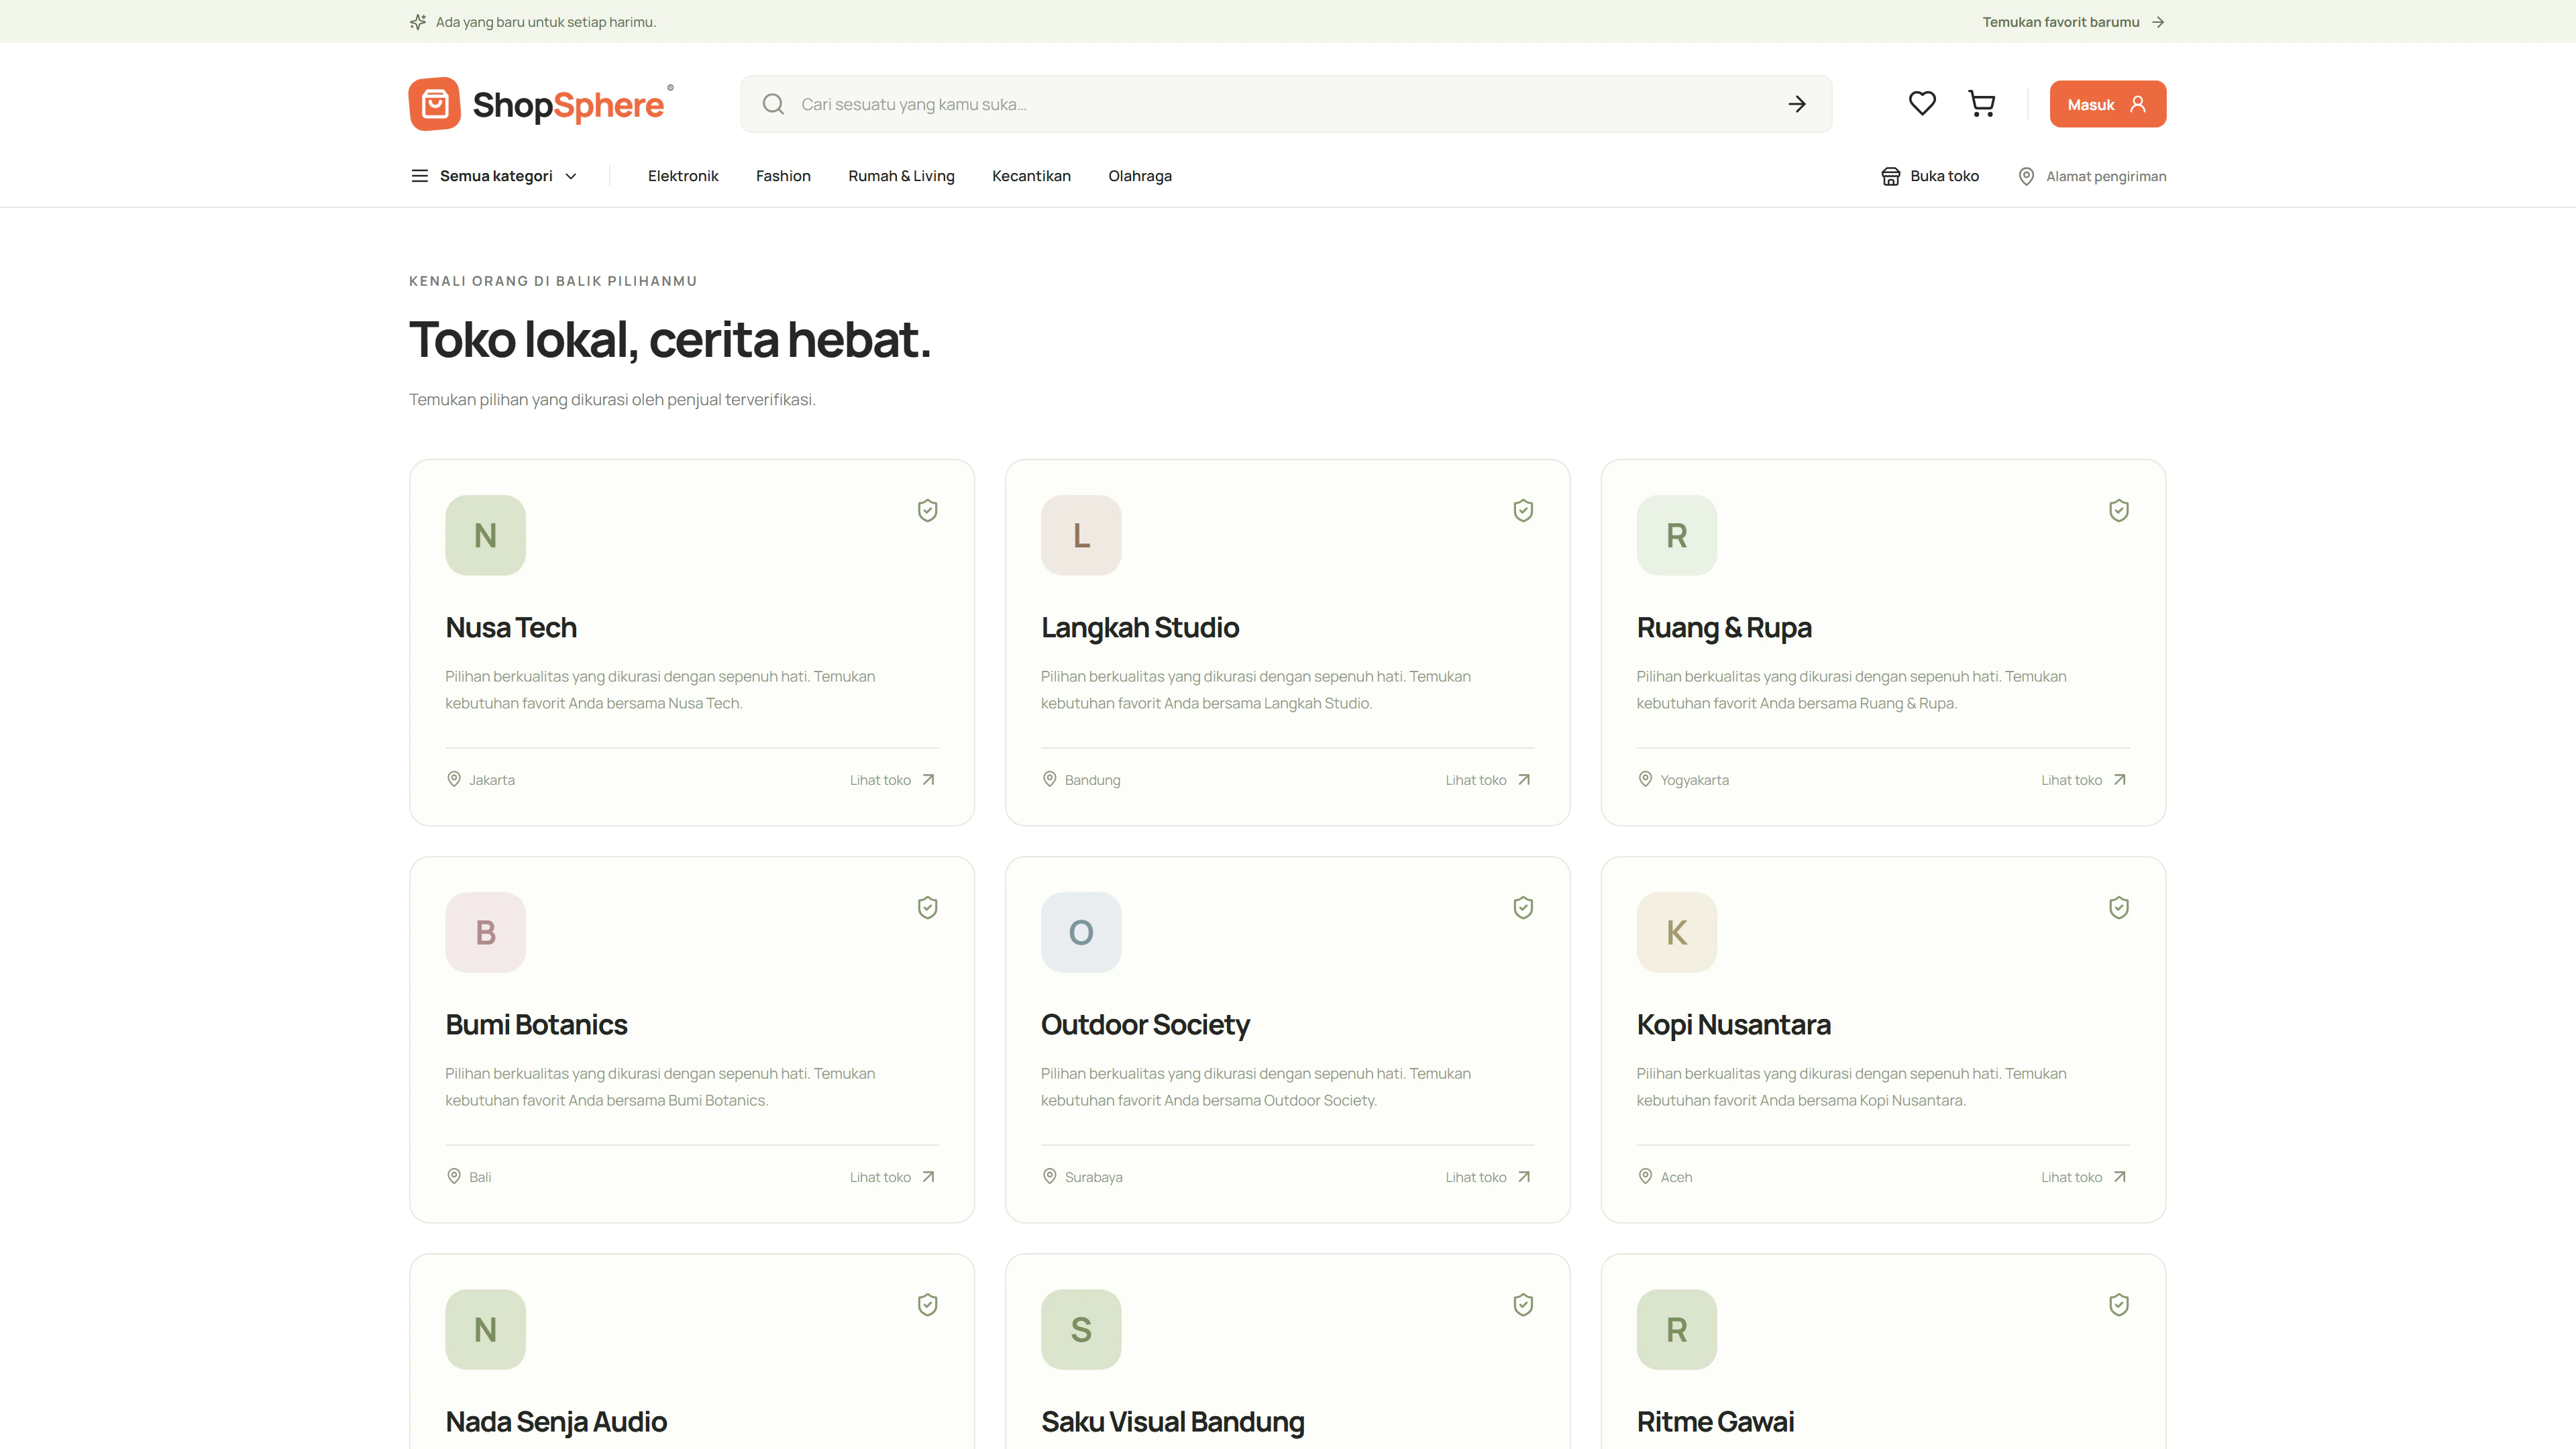 Ada yang baru untuk setiap harimu.
Temukan favorit barumu
ShopSphere
Cari sesuatu yang kamu suka...
Masuk
Semua kategori
Elektronik
Fashion
Rumah & Living
Kecantikan
Olahraga
Buka toko
Alamat pengiriman
KENALI ORANG DI BALIK PILIHANMU
Toko lokal, cerita hebat.
Temukan pilihan yang dikurasi oleh penjual terverifikasi.
N
Nusa Tech
Pilihan berkualitas yang dikurasi dengan sepenuh hati. Temukan
kebutuhan favorit Anda bersama Nusa Tech.
Jakarta
Lihat toko
L
Langkah Studio
Pilihan berkualitas yang dikurasi dengan sepenuh hati. Temukan
kebutuhan favorit Anda bersama Langkah Studio.
Bandung
Lihat toko
R
Ruang & Rupa
Pilihan berkualitas yang dikurasi dengan sepenuh hati. Temukan
kebutuhan favorit Anda bersama Ruang & Rupa.
Yogyakarta
Lihat toko
B
Bumi Botanics
Pilihan berkualitas yang dikurasi dengan sepenuh hati. Temukan
kebutuhan favorit Anda bersama Bumi Botanics.
Bali
Lihat toko
O
Outdoor Society
Pilihan berkualitas yang dikurasi dengan sepenuh hati. Temukan
kebutuhan favorit Anda bersama Outdoor Society.
Surabaya
Lihat toko
K
Kopi Nusantara
Pilihan berkualitas yang dikurasi dengan sepenuh hati. Temukan
kebutuhan favorit Anda bersama Kopi Nusantara.
Aceh
Lihat toko
N
Nada Senja Audio
S
Saku Visual Bandung
R
Ritme Gawai